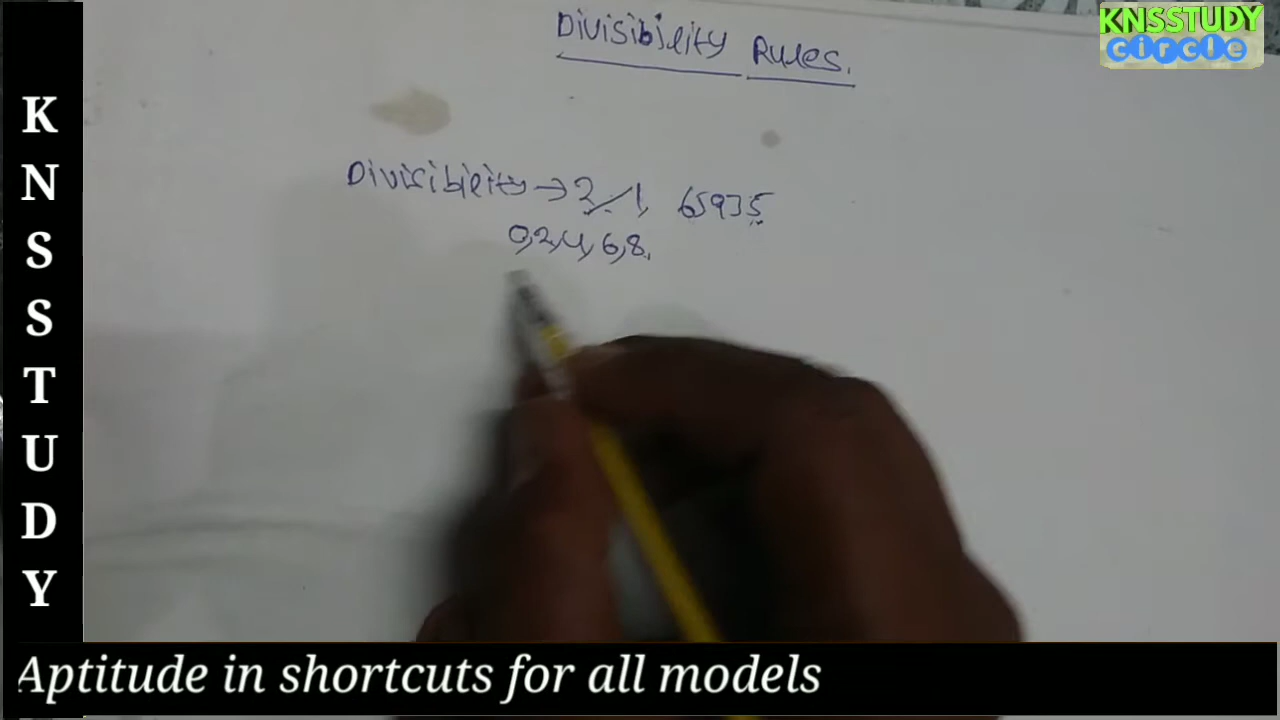 KNSSTUDY
circle
Divisibility Rules.
Divisibility → 2, 65935
0,2,4,6,8.
KNSSTUDY
Aptitude in shortcuts for all models